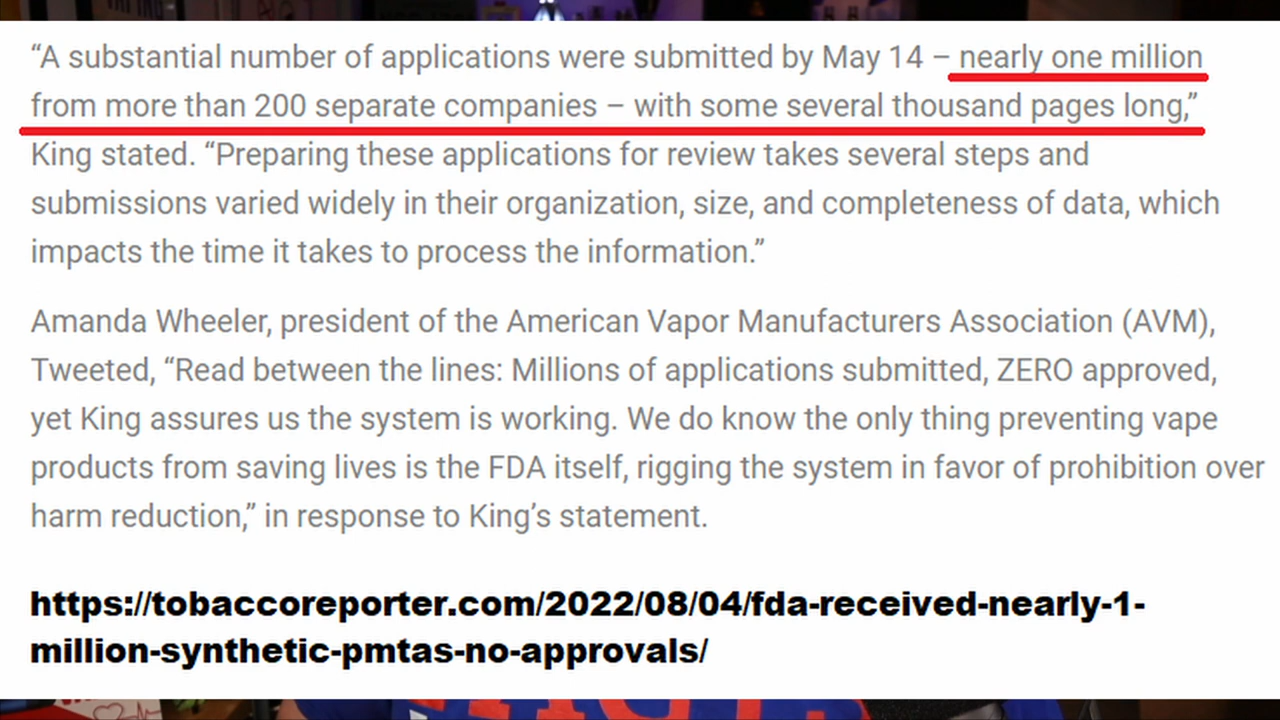 “A substantial number of applications were submitted by May 14 – nearly one million
from more than 200 separate companies – with some several thousand pages long,”
King stated. “Preparing these applications for review takes several steps and
submissions varied widely in their organization, size, and completeness of data, which
impacts the time it takes to process the information.”
Amanda Wheeler, president of the American Vapor Manufacturers Association (AVM),
Tweeted, “Read between the lines: Millions of applications submitted, ZERO approved,
yet King assures us the system is working. We do know the only thing preventing vape
products from saving lives is the FDA itself, rigging the system in favor of prohibition over
harm reduction,” in response to King’s statement.
https://tobaccoreporter.com/2022/08/04/fda-received-nearly-1-
million-synthetic-pmtas-no-approvals/